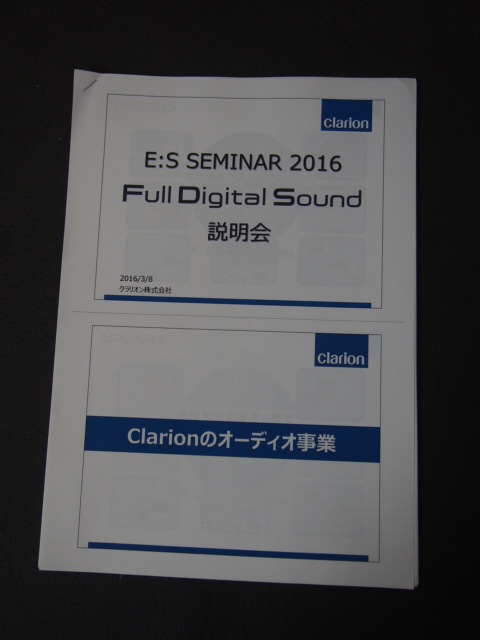 Clarion
E:S SEMINAR 2016
Full Digital Sound
説明会
2016/3/8
クラリオン株式会社
Clarion
Clarionのオーディオ事業